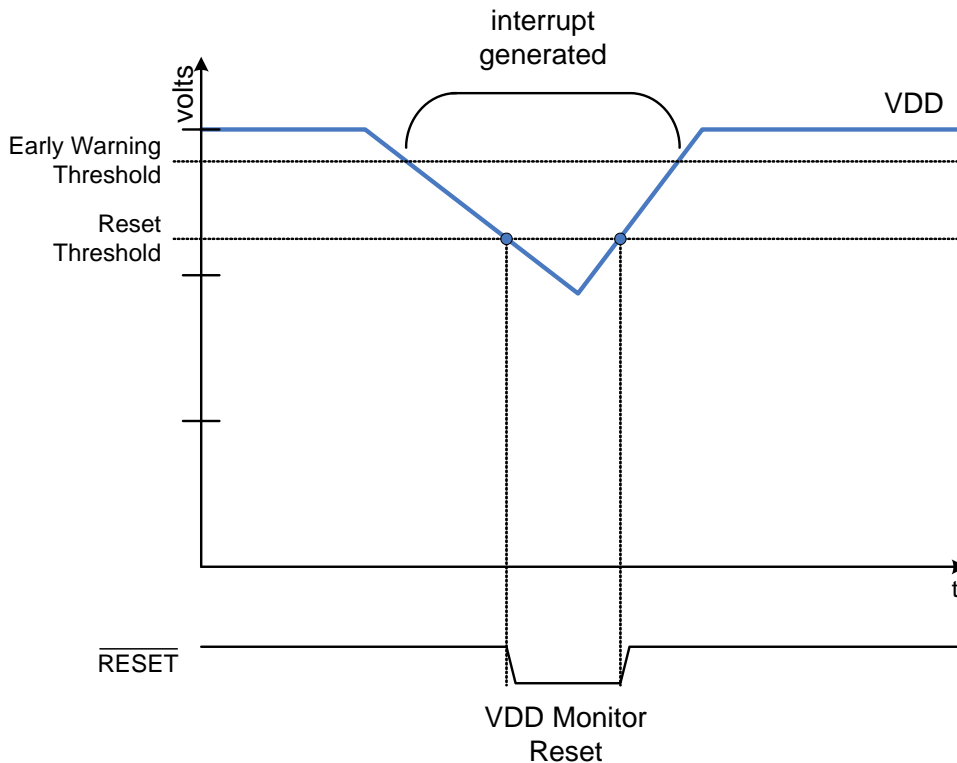 interrupt
generated
volts
VDD
Early Warning
Threshold
Reset
Threshold
t
RESET
VDD Monitor
Reset